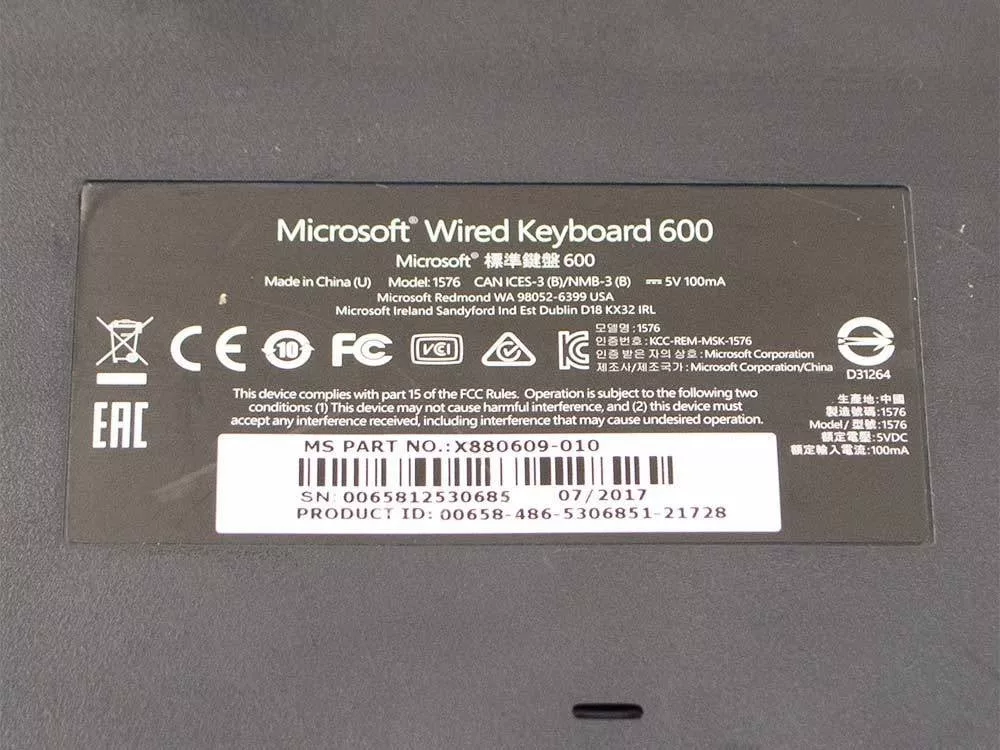 Microsoft® Wired Keyboard 600
Microsoft® 標準鍵盤 600
Made in China (U) Model: 1576 CAN ICES-3 (B)/NMB-3 (B) ⎓ 5V 100mA
Microsoft Redmond WA 98052-6399 USA
Microsoft Ireland Sandyford Ind Est Dublin D18 KX32 IRL
CE 10 FC VCI
모델명 : 1576
인증번호 : KCC-REM-MSK-1576
인증 받은 자의 상호 : Microsoft Corporation
제조사/제조국가 : Microsoft Corporation/China
D31264
EAC
This device complies with part 15 of the FCC Rules. Operation is subject to the following two
conditions: (1) This device may not cause harmful interference, and (2) this device must
accept any interference received, including interference that may cause undesired operation.
生產地: 中國
製造號碼: 1576
Model/ 型號: 1576
額定電壓: 5VDC
額定輸入電流: 100mA
MS PART NO.: X880609-010
SN: 0065812530685 07/2017
PRODUCT ID: 00658-486-5306851-21728